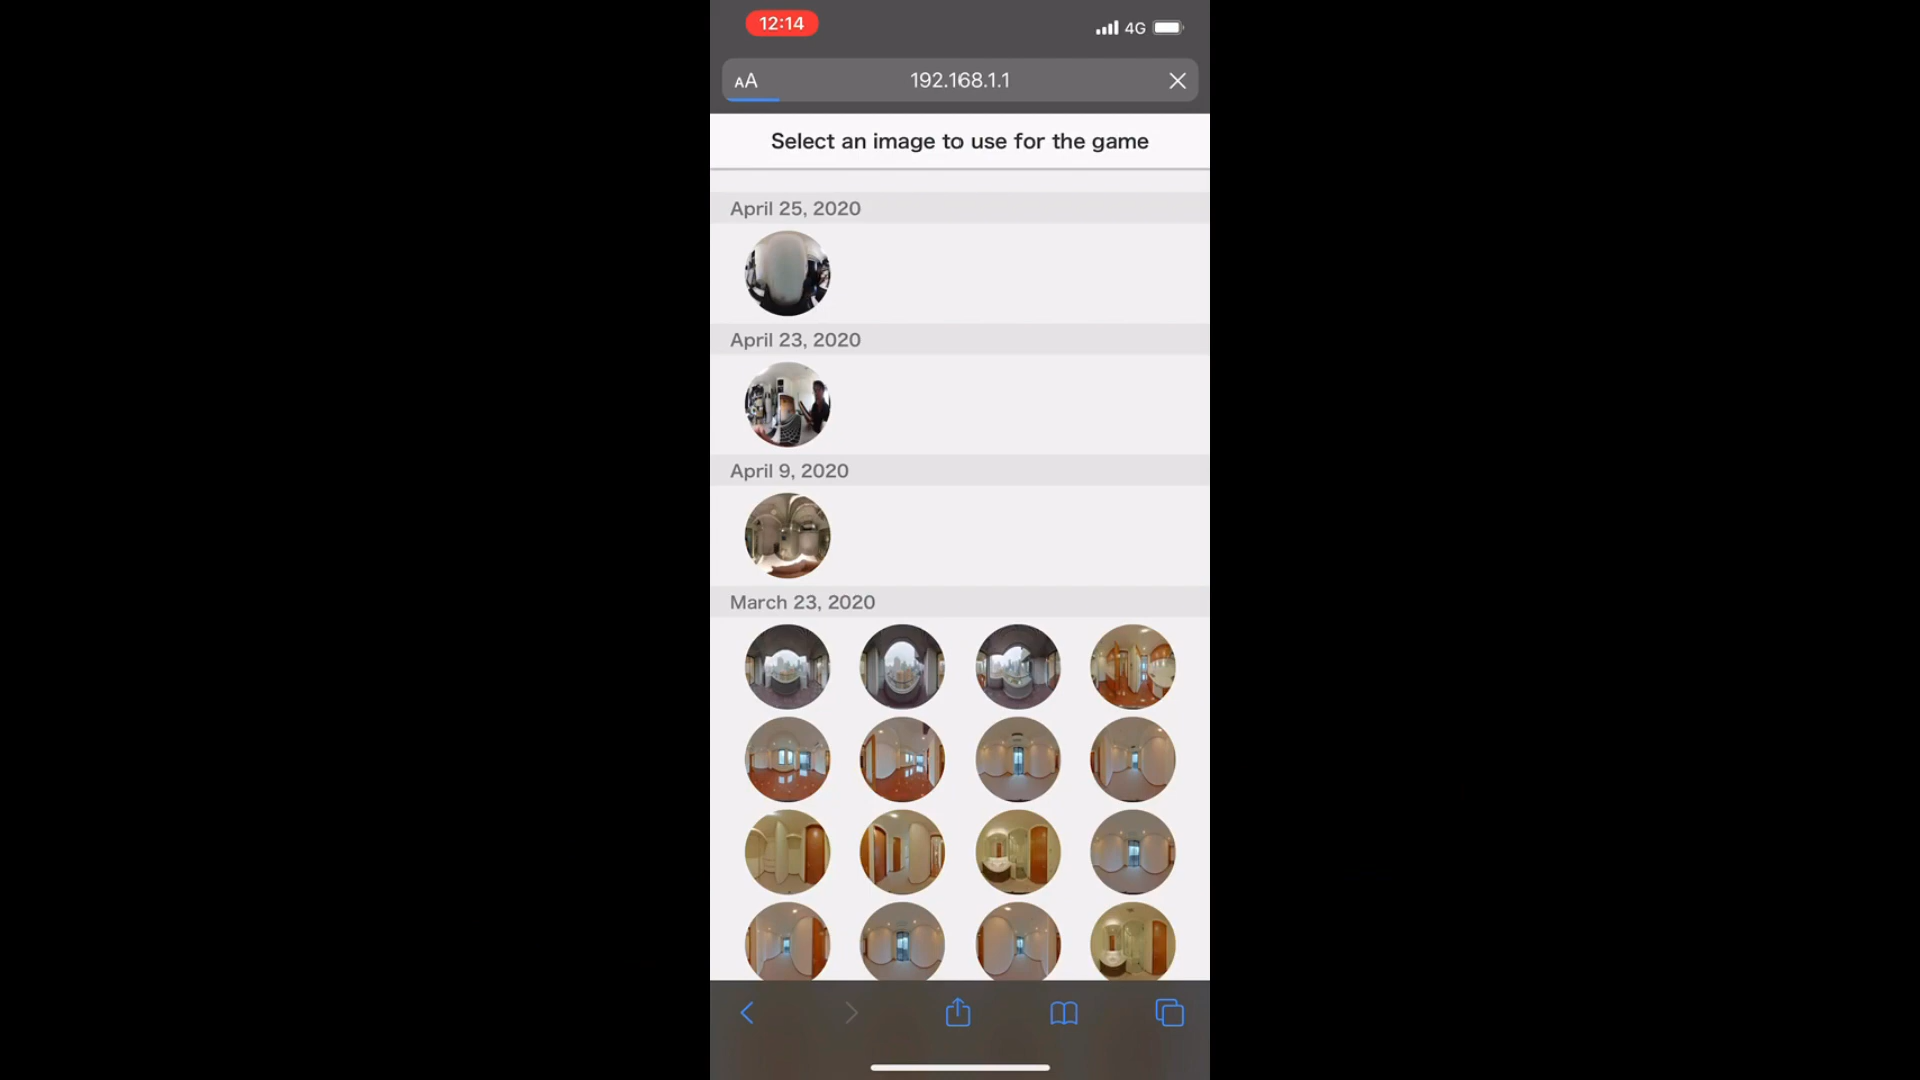 12:14
4G
AA
192.168.1.1
Select an image to use for the game
April 25, 2020
April 23, 2020
April 9, 2020
March 23, 2020